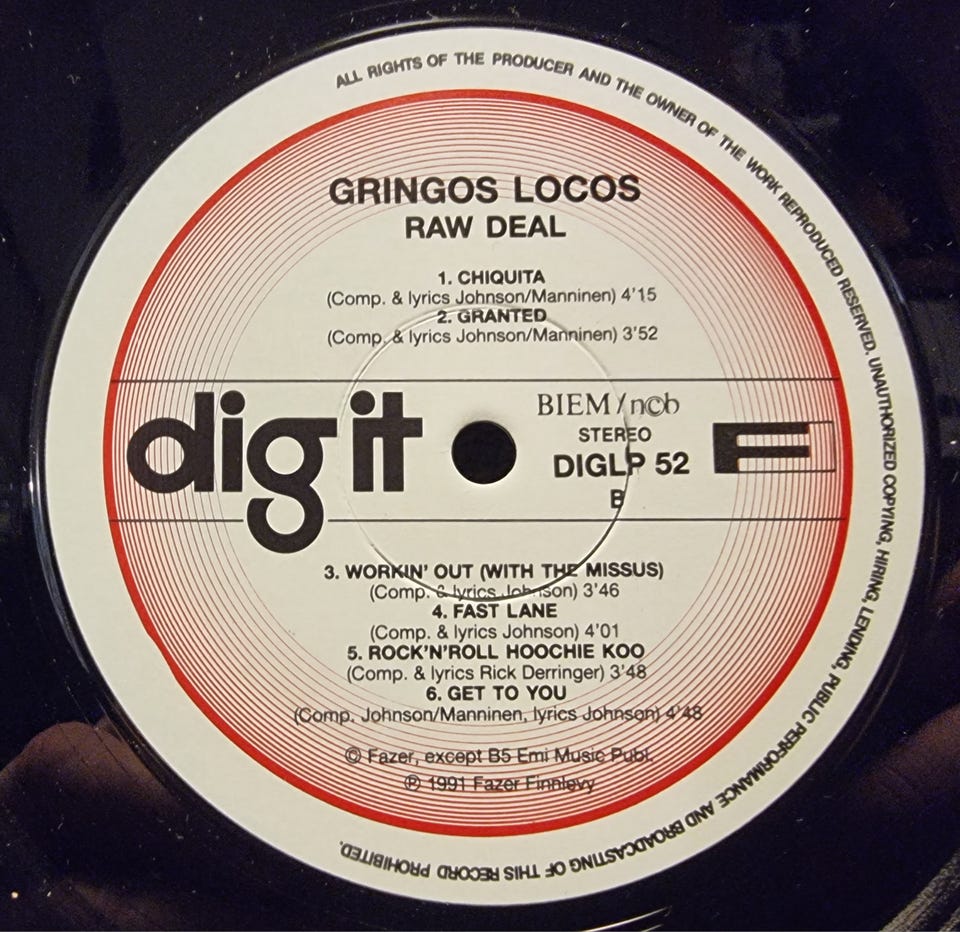 ALL RIGHTS OF THE PRODUCER AND THE OWNER OF THE WORK REPRODUCED RESERVED. UNAUTHORIZED COPYING, HIRING, LENDING, PUBLIC PERFORMANCE AND BROADCASTING OF THIS RECORD PROHIBITED.
GRINGOS LOCOS
RAW DEAL
1. CHIQUITA
(Comp. & lyrics Johnson/Manninen) 4'15
2. GRANTED
(Comp. & lyrics Johnson/Manninen) 3'52
dig it
BIEM/ncb
STEREO
DIGLP 52
B
F
3. WORKIN' OUT (WITH THE MISSUS)
(Comp. & lyrics Johnson) 3'46
4. FAST LANE
(Comp. & lyrics Johnson) 4'01
5. ROCK'N'ROLL HOOCHIE KOO
(Comp. & lyrics Rick Derringer) 3'48
6. GET TO YOU
(Comp. Johnson/Manninen, lyrics Johnson) 4'48
© Fazer, except B5 Emi Music Publ.
℗ 1991 Fazer Finnlevy